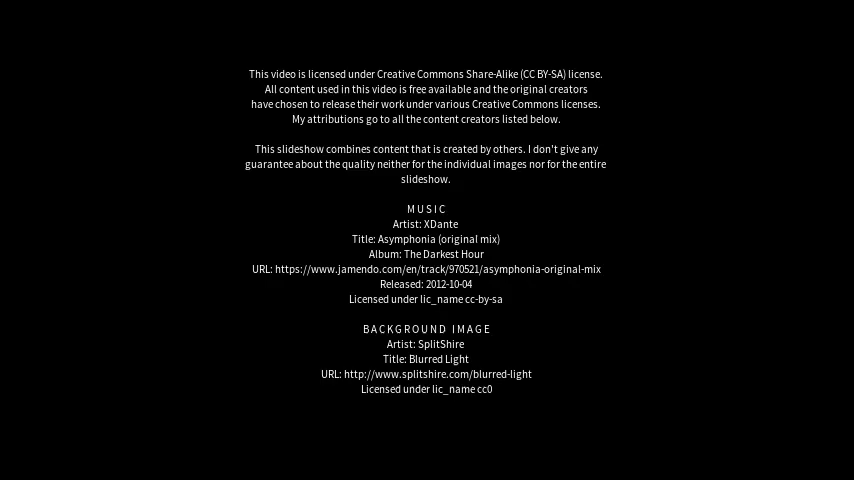 This video is licensed under Creative Commons Share-Alike (CC BY-SA) license.
All content used in this video is free available and the original creators
have chosen to release their work under various Creative Commons licenses.
My attributions go to all the content creators listed below.
This slideshow combines content that is created by others. I don't give any
guarantee about the quality neither for the individual images nor for the entire
slideshow.
MUSIC
Artist: XDante
Title: Asymphonia (original mix)
Album: The Darkest Hour
URL: https://www.jamendo.com/en/track/970521/asymphonia-original-mix
Released: 2012-10-04
Licensed under lic_name cc-by-sa
BACKGROUND IMAGE
Artist: SplitShire
Title: Blurred Light
URL: http://www.splitshire.com/blurred-light
Licensed under lic_name cc0